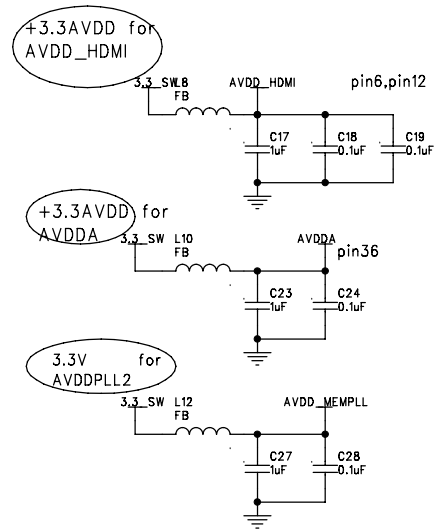 +3.3AVDD for
AVDD_HDMI
3.3_SW L8 AVDD_HDMI pin6,pin12
FB
C17 C18 C19
1uF 0.1uF 0.1uF
+3.3AVDD for
AVDDA
3.3_SW L10 AVDDA
FB pin36
C23 C24
1uF 0.1uF
3.3V for
AVDDPLL2
3.3_SW L12 AVDD_MEMPLL
FB
C27 C28
1uF 0.1uF